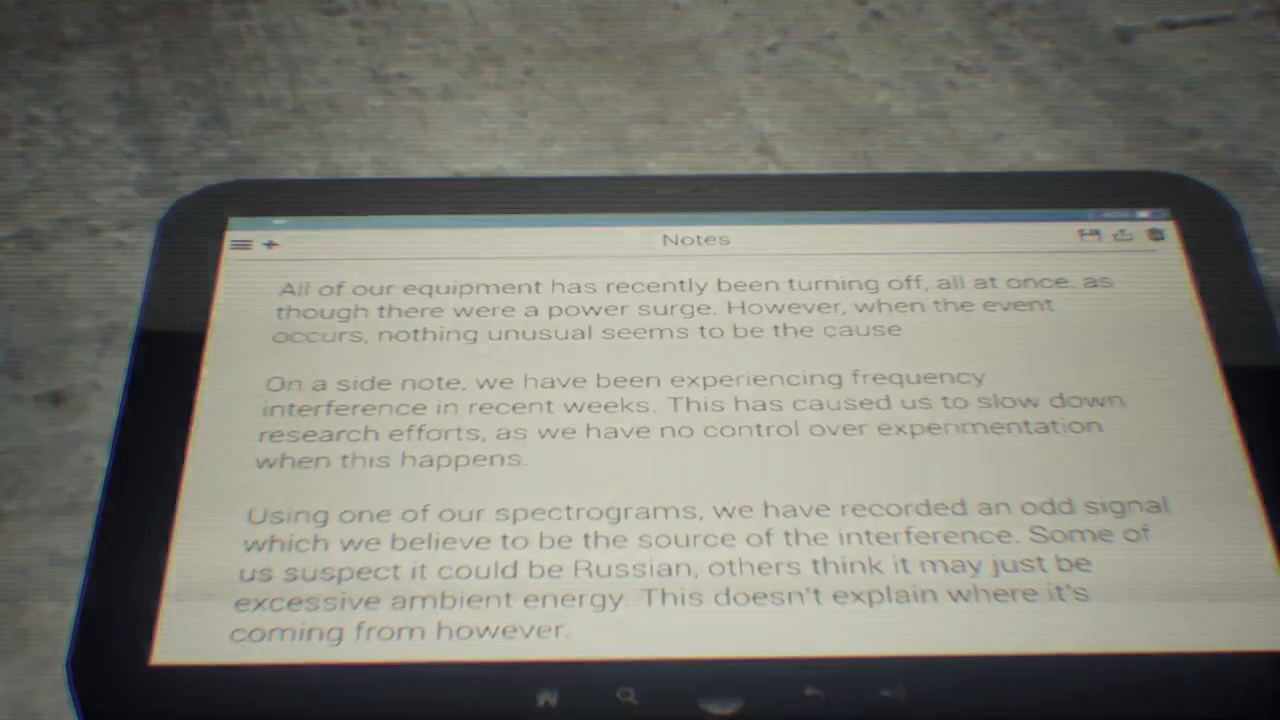 Notes
All of our equipment has recently been turning off, all at once. as
though there were a power surge. However, when the event
occurs, nothing unusual seems to be the cause
On a side note, we have been experiencing frequency
interference in recent weeks. This has caused us to slow down
research efforts, as we have no control over experimentation
when this happens.
Using one of our spectrograms, we have recorded an odd signal
which we believe to be the source of the interference. Some of
us suspect it could be Russian, others think it may just be
excessive ambient energy. This doesn't explain where it's
coming from however.